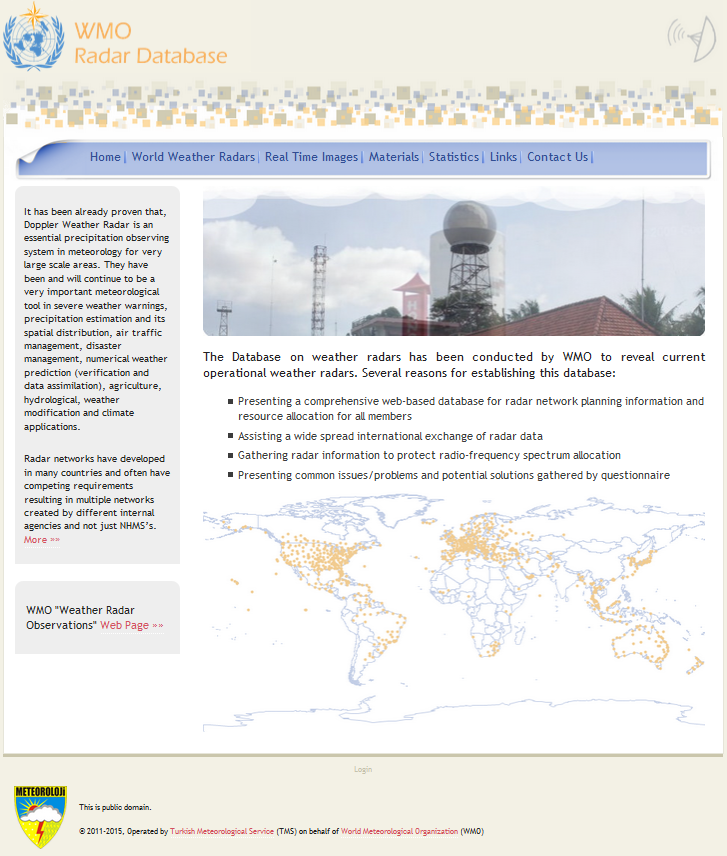 WMO
Radar Database
Home
World Weather Radars
Real Time Images
Materials
Statistics
Links
Contact Us
It has been already proven that,
Doppler Weather Radar is an
essential precipitation observing
system in meteorology for very
large scale areas. They have
been and will continue to be a
very important meteorological
tool in severe weather warnings,
precipitation estimation and its
spatial distribution, air traffic
management, disaster
management, numerical weather
prediction (verification and
data assimilation), agriculture,
hydrological, weather
modification and climate
applications.
Radar networks have developed
in many countries and often have
competing requirements
resulting in multiple networks
created by different internal
agencies and not just NHMS's.
More »»
WMO "Weather Radar
Observations" Web Page »»
The Database on weather radars has been conducted by WMO to reveal current
operational weather radars. Several reasons for establishing this database:
Presenting a comprehensive web-based database for radar network planning information and
resource allocation for all members
Assisting a wide spread international exchange of radar data
Gathering radar information to protect radio-frequency spectrum allocation
Presenting common issues/problems and potential solutions gathered by questionnaire
Login
METEOROLOJI
This is public domain.
© 2011-2015, Operated by Turkish Meteorological Service (TMS) on behalf of World Meteorological Organization (WMO)